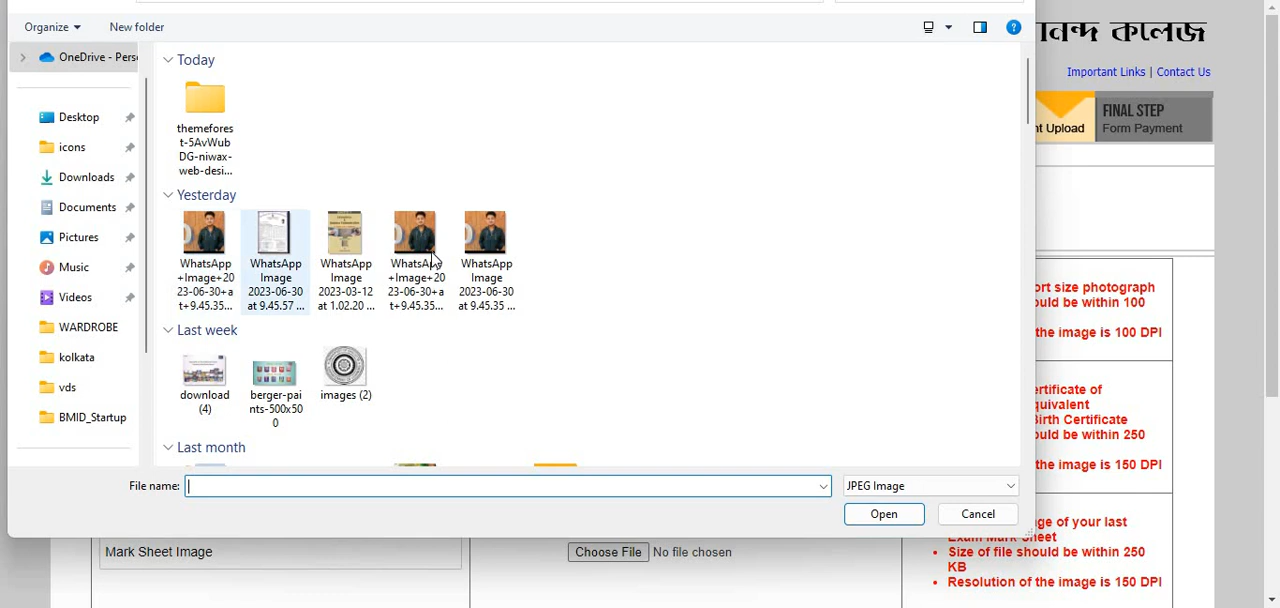 Organize
New folder
?
OneDrive - Pers
Desktop
icons
Downloads
Documents
Pictures
Music
Videos
WARDROBE
kolkata
vds
BMID_Startup
Today
themefores
t-5AvWub
DG-niwax-
web-desi...
Yesterday
WhatsApp
+Image+20
23-06-30+a
t+9.45.35...
WhatsApp
Image
2023-06-30
at 9.45.57 ...
WhatsApp
Image
2023-03-12
at 1.02.20 ...
WhatsApp
+Image+20
23-06-30+a
t+9.45.35...
WhatsApp
Image
2023-06-30
at 9.45.35 ...
Last week
download
(4)
berger-pai
nts-500x50
0
images (2)
Last month
File name:
JPEG Image
Open
Cancel
নন্দ কলেজ
Important Links | Contact Us
nt Upload
FINAL STEP
Form Payment
ort size photograph
ould be within 100
the image is 100 DPI
ertificate of
quivalent
Birth Certificate
ould be within 250
the image is 150 DPI
ge of your last
Exam Mark Sheet
• Size of file should be within 250
KB
• Resolution of the image is 150 DPI
Mark Sheet Image
Choose File No file chosen